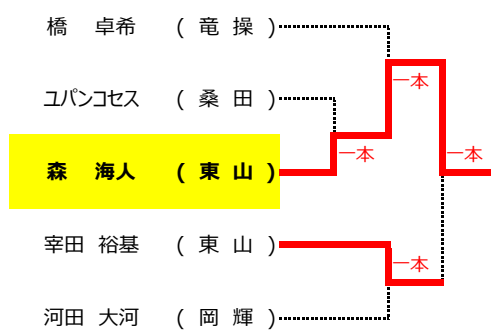 橋　卓希　(竜操)
ユパンコセス　(桑田)
森　海人　(東山)
宰田 裕基　(東山)
河田 大河　(岡輝)
一本
一本
一本
一本